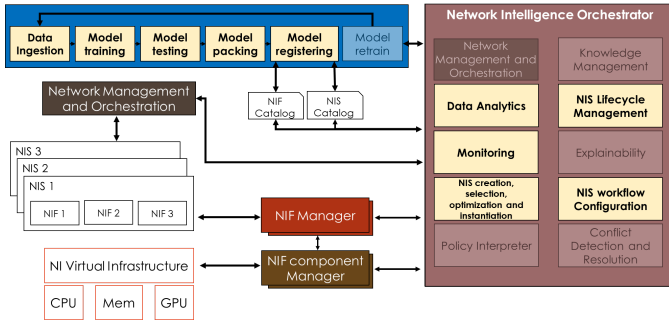 Data
Ingestion
Model
training
Model
testing
Model
packing
Model
registering
Model
retrain
Network Management
and Orchestration
NIF
Catalog
NIS
Catalog
NIS 3
NIS 2
NIS 1
NIF 1
NIF 2
NIF 3
NIF Manager
NIF component
Manager
NI Virtual Infrastructure
CPU
Mem
GPU
Network Intelligence Orchestrator
Network
Management and
Orchestration
Knowledge
Management
Data Analytics
NIS Lifecycle
Management
Monitoring
Explainability
NIS creation,
selection,
optimization and
instantiation
NIS workflow
Configuration
Policy Interpreter
Conflict
Detection and
Resolution